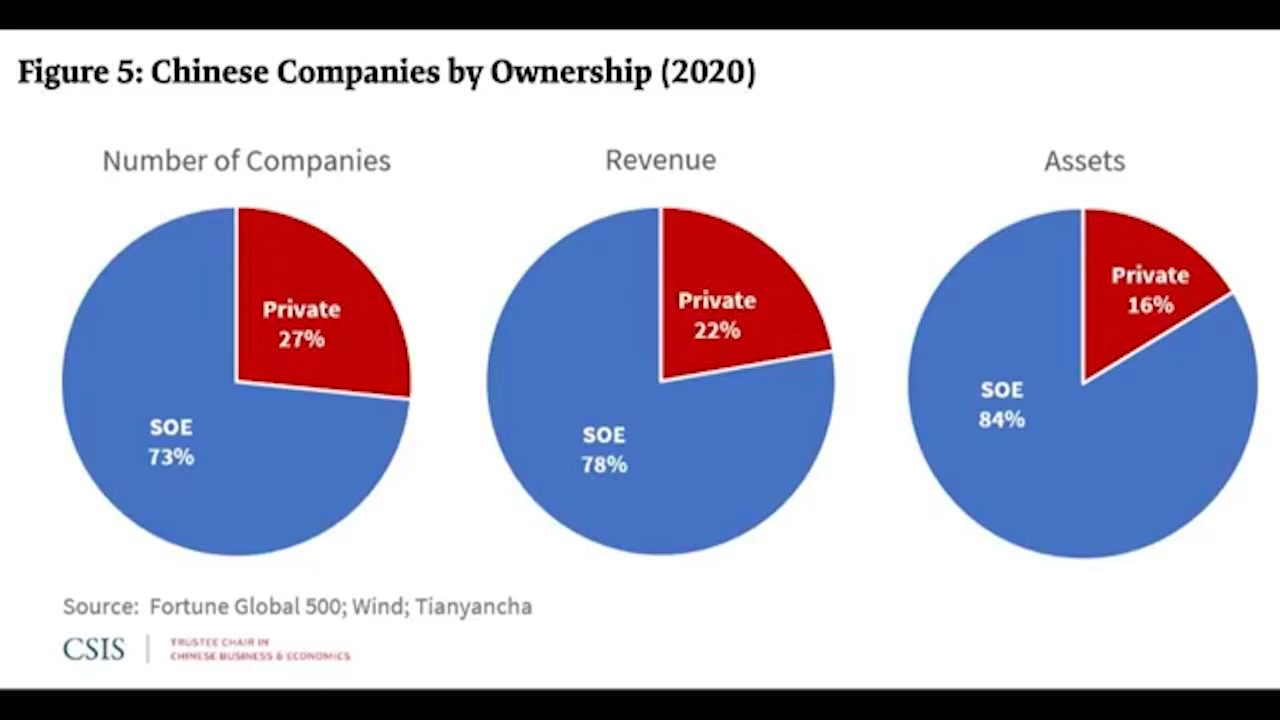 Figure 5: Chinese Companies by Ownership (2020)
Number of Companies
Private
27%
SOE
73%
Revenue
Private
22%
SOE
78%
Assets
Private
16%
SOE
84%
Source: Fortune Global 500; Wind; Tianyancha
CSIS
TRUSTEE CHAIR IN
CHINESE BUSINESS & ECONOMICS